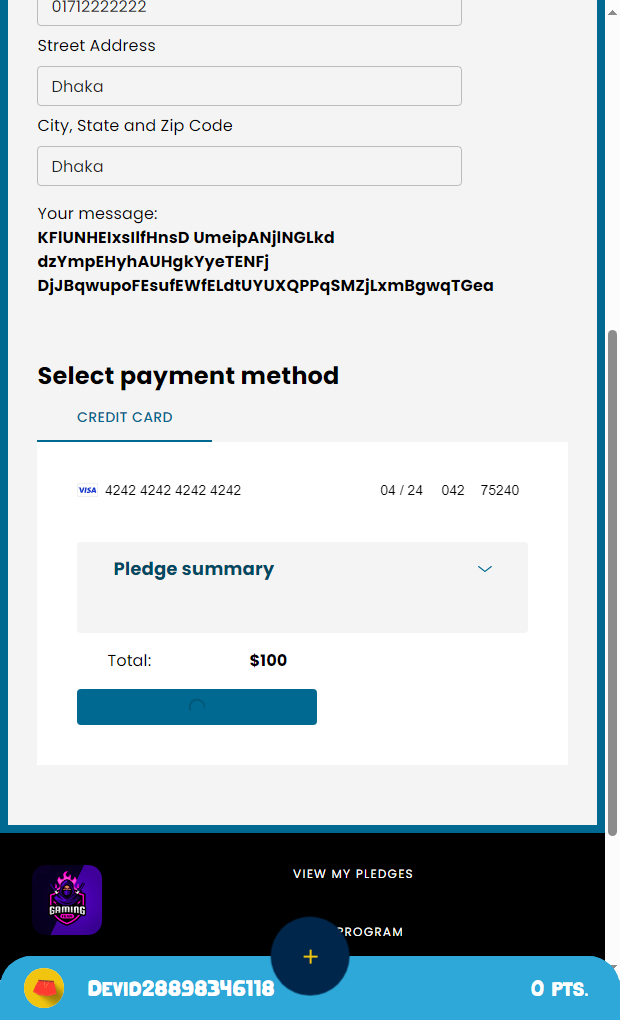 01712222222
Street Address
Dhaka
City, State and Zip Code
Dhaka
Your message:
KFlUNHEIxsIlfHnsD UmeipANjlNGLkd
dzYmpEHyhAUHgkYyeTENFj
DjJBqwupoFEsufEWfELdtUYUXQPPqSMZjLxmBgwqTGea
Select payment method
CREDIT CARD
VISA 4242 4242 4242 4242 04 / 24 042 75240
Pledge summary
Total: $100
VIEW MY PLEDGES
GAMING
PROGRAM
Devid28898346118 0 pts.